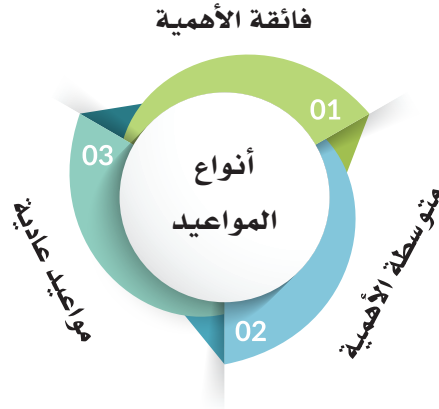 فائقة الأهمية
01
أنواع
المواعيد
03
متوسطة الأهمية
مواعيد عادية
02